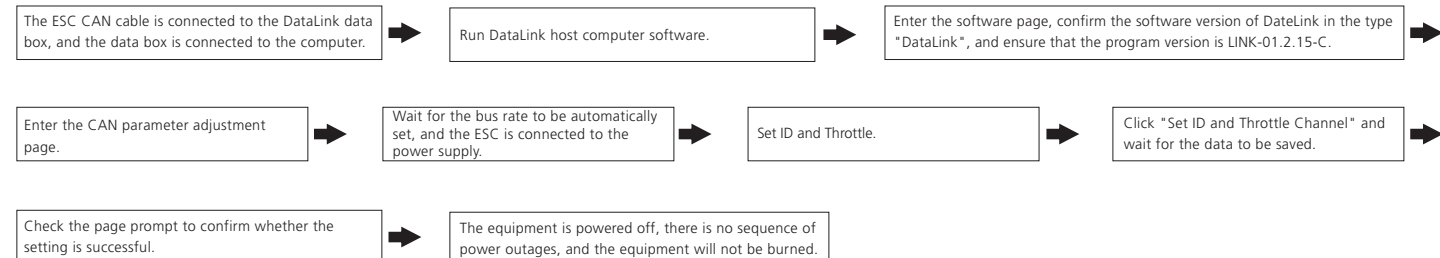 The ESC CAN cable is connected to the DataLink data
box, and the data box is connected to the computer.
Run DataLink host computer software.
Enter the software page, confirm the software version of DateLink in the type
"DataLink", and ensure that the program version is LINK-01.2.15-C.
Enter the CAN parameter adjustment
page.
Wait for the bus rate to be automatically
set, and the ESC is connected to the
power supply.
Set ID and Throttle.
Click "Set ID and Throttle Channel" and
wait for the data to be saved.
Check the page prompt to confirm whether the
setting is successful.
The equipment is powered off, there is no sequence of
power outages, and the equipment will not be burned.